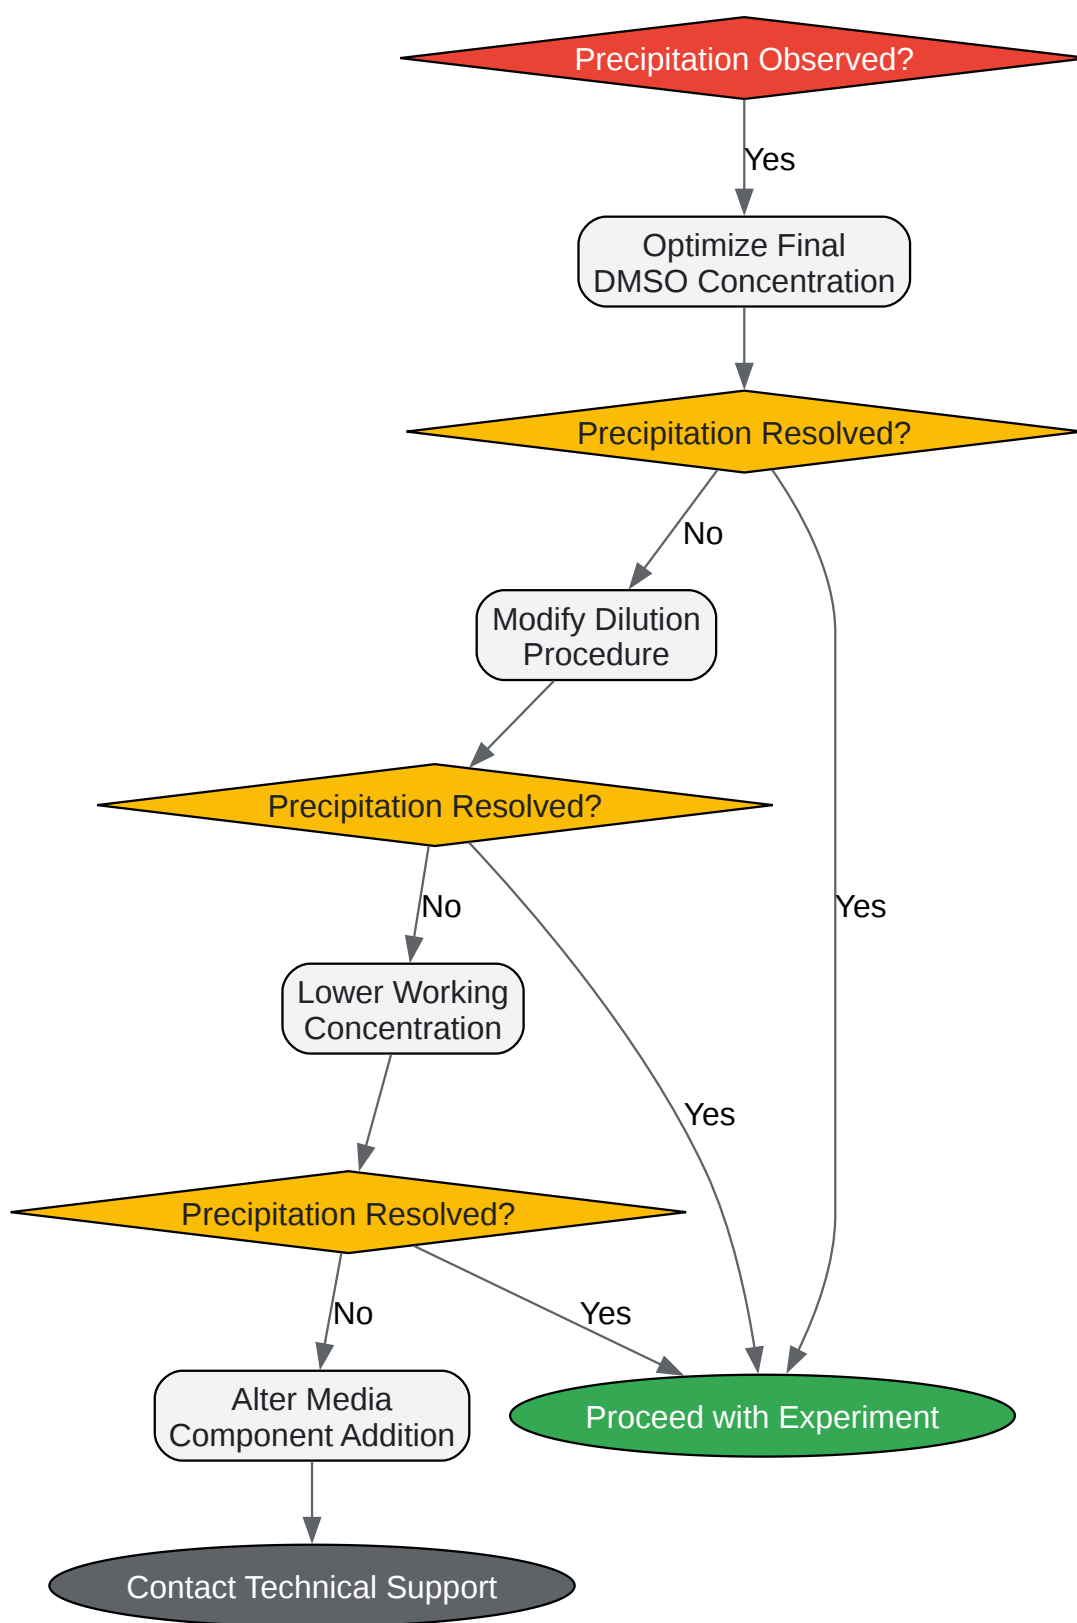 Precipitation Observed?
Yes
Optimize Final
DMSO Concentration
Precipitation Resolved?
No
Modify Dilution
Procedure
Precipitation Resolved?
No
Yes
Lower Working
Concentration
Yes
Precipitation Resolved?
No
Yes
Alter Media
Component Addition
Proceed with Experiment
Contact Technical Support